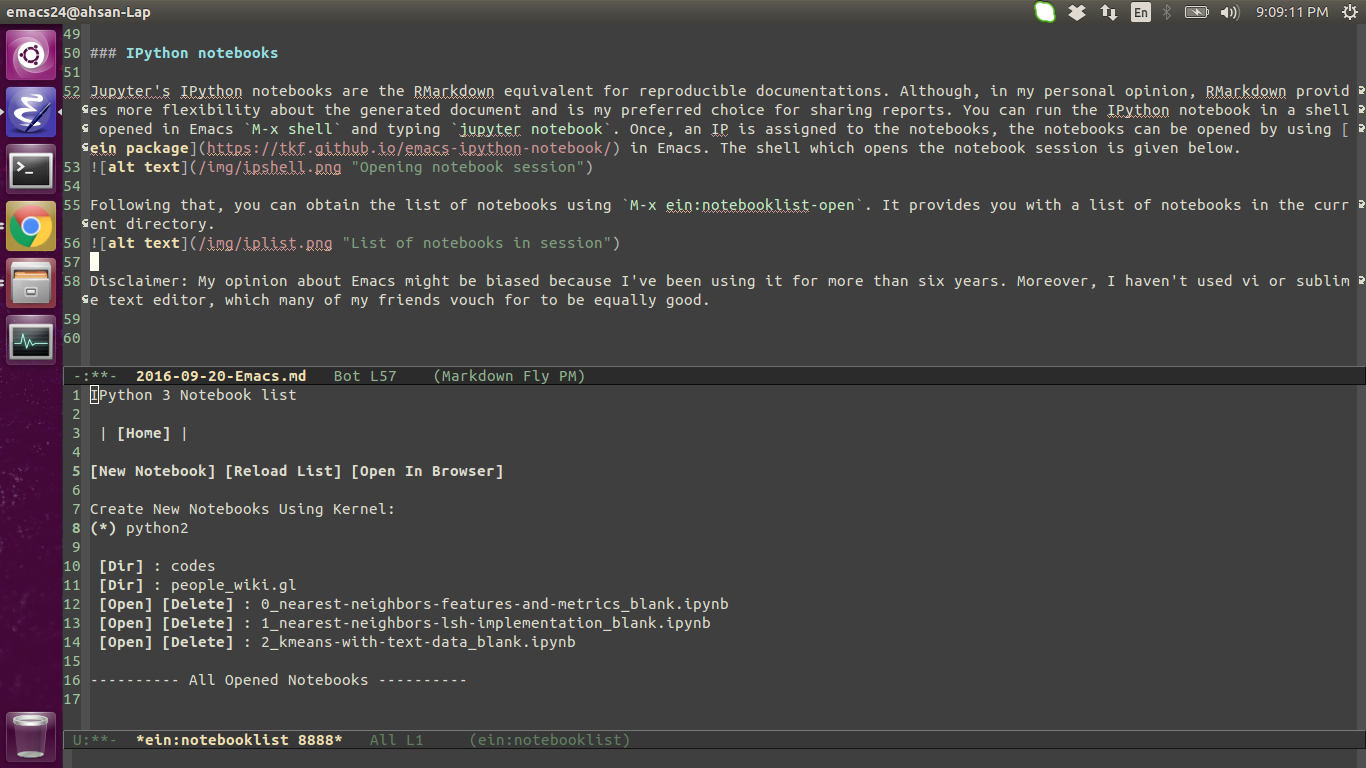 emacs24@ahsan-Lap
En
9:09:11 PM
49
50 ### IPython notebooks
51
52 Jupyter's IPython notebooks are the RMarkdown equivalent for reproducible documentations. Although, in my personal opinion, RMarkdown provid
es more flexibility about the generated document and is my preferred choice for sharing reports. You can run the IPython notebook in a shell
opened in Emacs `M-x shell` and typing `jupyter notebook`. Once, an IP is assigned to the notebooks, the notebooks can be opened by using [
ein package](https://tkf.github.io/emacs-ipython-notebook/) in Emacs. The shell which opens the notebook session is given below.
53 ![alt text](/img/ipshell.png "Opening notebook session")
54
55 Following that, you can obtain the list of notebooks using `M-x ein:notebooklist-open`. It provides you with a list of notebooks in the curr
ent directory.
56 ![alt text](/img/iplist.png "List of notebooks in session")
57
58 Disclaimer: My opinion about Emacs might be biased because I've been using it for more than six years. Moreover, I haven't used vi or sublim
e text editor, which many of my friends vouch for to be equally good.
59
60
-:**-  2016-09-20-Emacs.md   Bot L57    (Markdown Fly PM)
1 IPython 3 Notebook list
2
3 | [Home] |
4
5 [New Notebook] [Reload List] [Open In Browser]
6
7 Create New Notebooks Using Kernel:
8 (*) python2
9
10 [Dir] : codes
11 [Dir] : people_wiki.gl
12 [Open] [Delete] : 0_nearest-neighbors-features-and-metrics_blank.ipynb
13 [Open] [Delete] : 1_nearest-neighbors-lsh-implementation_blank.ipynb
14 [Open] [Delete] : 2_kmeans-with-text-data_blank.ipynb
15
16 ---------- All Opened Notebooks ----------
17
U:**-  *ein:notebooklist 8888*   All L1     (ein:notebooklist)